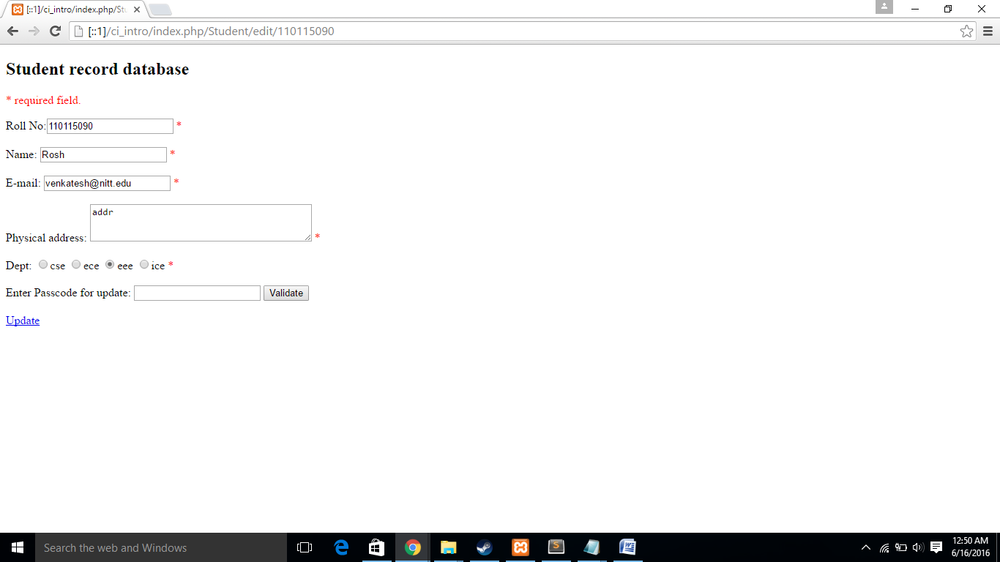 [::1]/ci_intro/index.php/Stu
[::1]/ci_intro/index.php/Student/edit/110115090
Student record database
* required field.
Roll No: 110115090 *
Name: Rosh *
E-mail: venkatesh@nitt.edu *
addr
Physical address: *
Dept: cse ece eee ice *
Enter Passcode for update: Validate
Update
Search the web and Windows
12:50 AM
6/16/2016